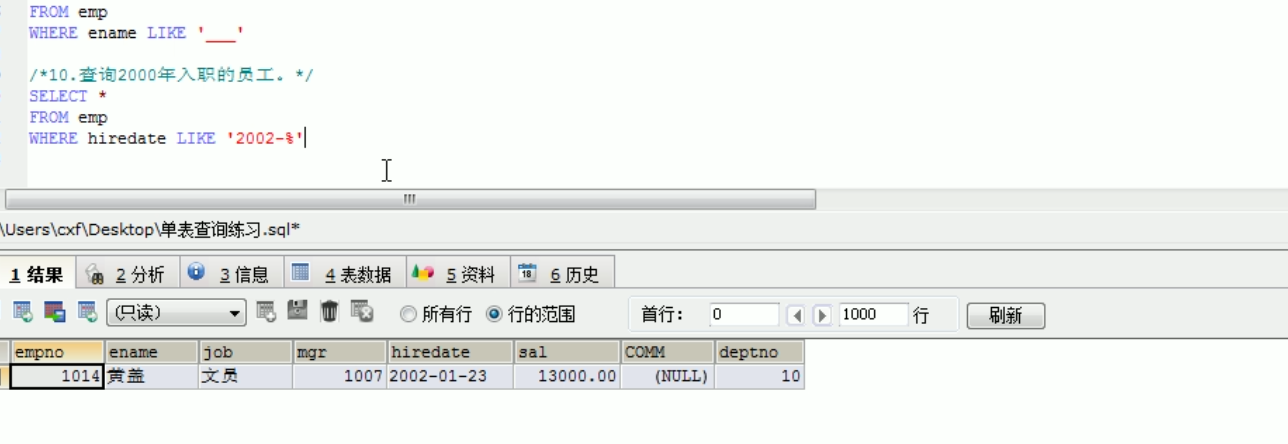 FROM emp
WHERE ename LIKE '___'
/*10.查询2000年入职的员工。*/
SELECT *
FROM emp
WHERE hiredate LIKE '2002-%'
\Users\cxf\Desktop\单表查询练习.sql*
1 结果 2 分析 3 信息 4 表数据 5 资料 6 历史
(只读) 所有行 行的范围 首行: 0 1000 行 刷新
empno ename job mgr hiredate sal COMM deptno
1014 黄盖 文员 1007 2002-01-23 13000.00 (NULL) 10